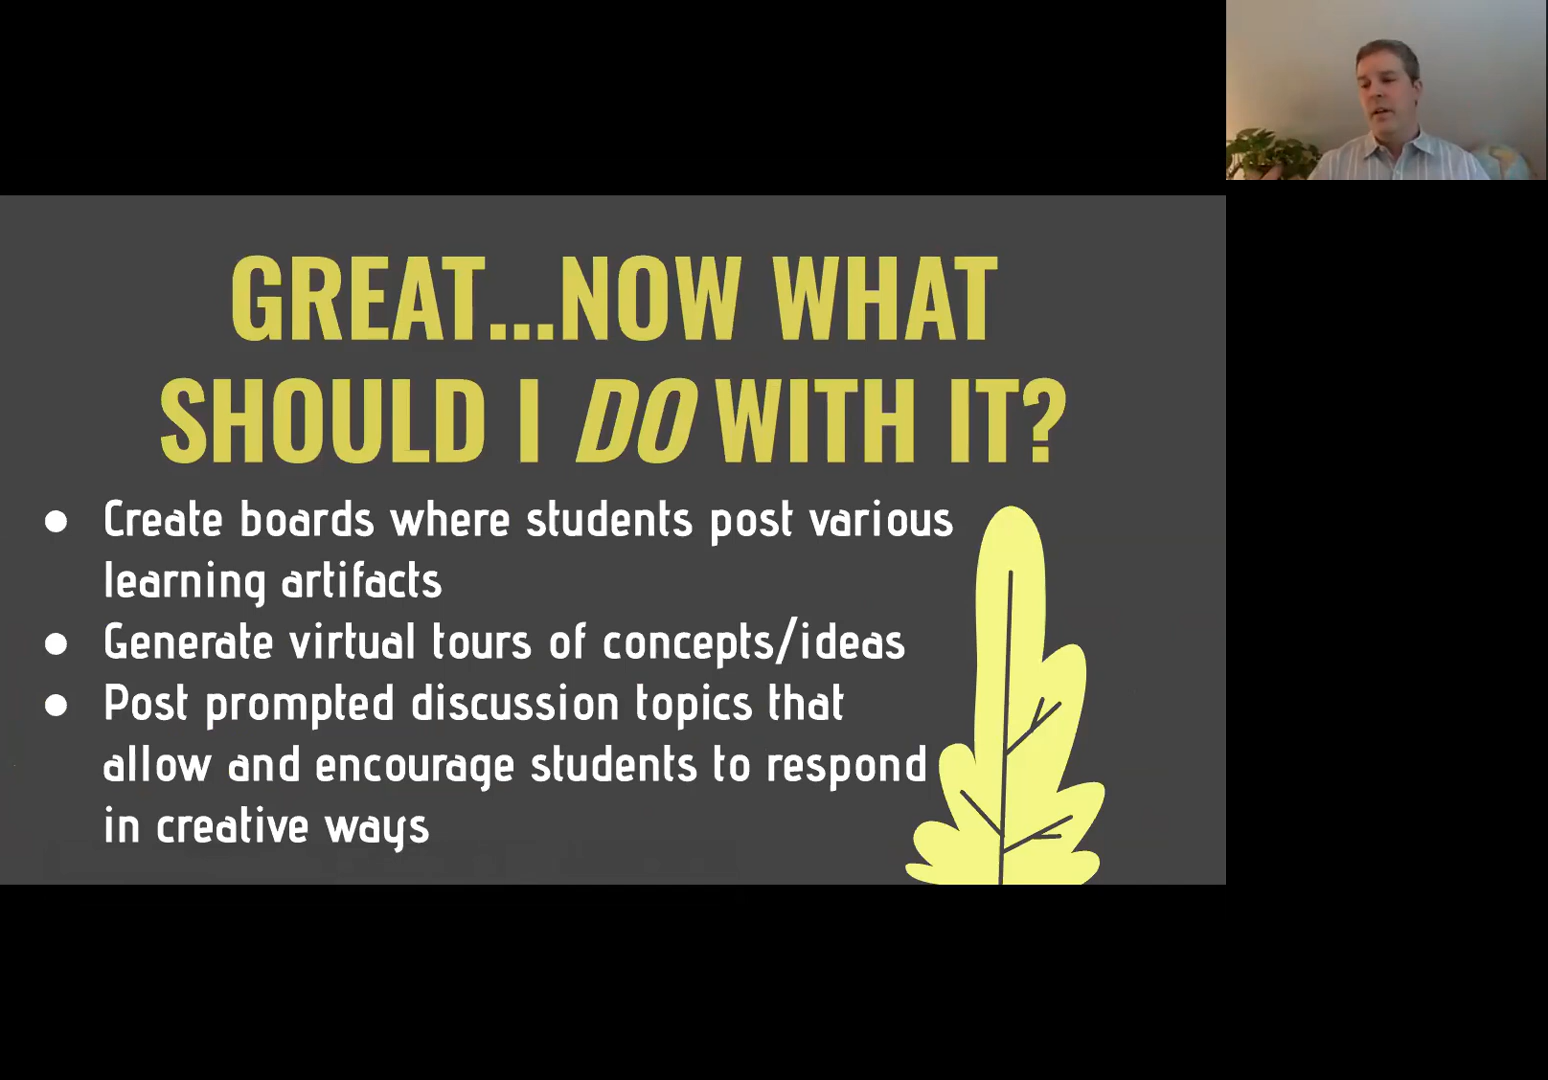 GREAT...NOW WHAT
SHOULD I DO WITH IT?
● Create boards where students post various
learning artifacts
● Generate virtual tours of concepts/ideas
● Post prompted discussion topics that
allow and encourage students to respond
in creative ways